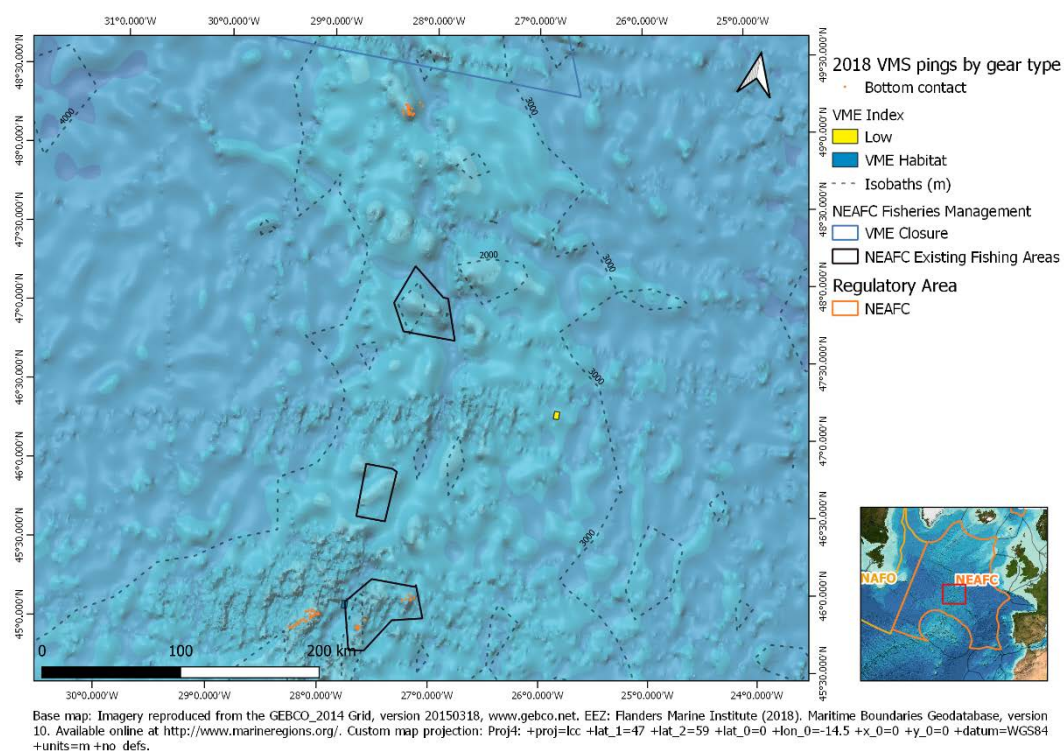 31°0.000'W 30°0.000'W 29°0.000'W 28°0.000'W 27°0.000'W 26°0.000'W 25°0.000'W 24°0.000'W
48°30.000'N
48°0.000'N
47°30.000'N
47°0.000'N
46°30.000'N
46°0.000'N
45°30.000'N
45°0.000'N
49°30.000'N
49°0.000'N
48°30.000'N
48°0.000'N
47°30.000'N
47°0.000'N
46°30.000'N
46°0.000'N
45°30.000'N
4000
3000
2000
3000
3000
3000
0 100 200 km
30°0.000'W 29°0.000'W 28°0.000'W 27°0.000'W 26°0.000'W 25°0.000'W 24°0.000'W
2018 VMS pings by gear type
Bottom contact
VME Index
Low
VME Habitat
Isobaths (m)
NEAFC Fisheries Management
VME Closure
NEAFC Existing Fishing Areas
Regulatory Area
NEAFC
NAFO
NEAFC
Base map: Imagery reproduced from the GEBCO_2014 Grid, version 20150318, www.gebco.net. EEZ: Flanders Marine Institute (2018). Maritime Boundaries Geodatabase, version
10. Available online at http://www.marineregions.org/. Custom map projection: Proj4: +proj=lcc +lat_1=47 +lat_2=59 +lat_0=0 +lon_0=-14.5 +x_0=0 +y_0=0 +datum=WGS84
+units=m +no_defs.